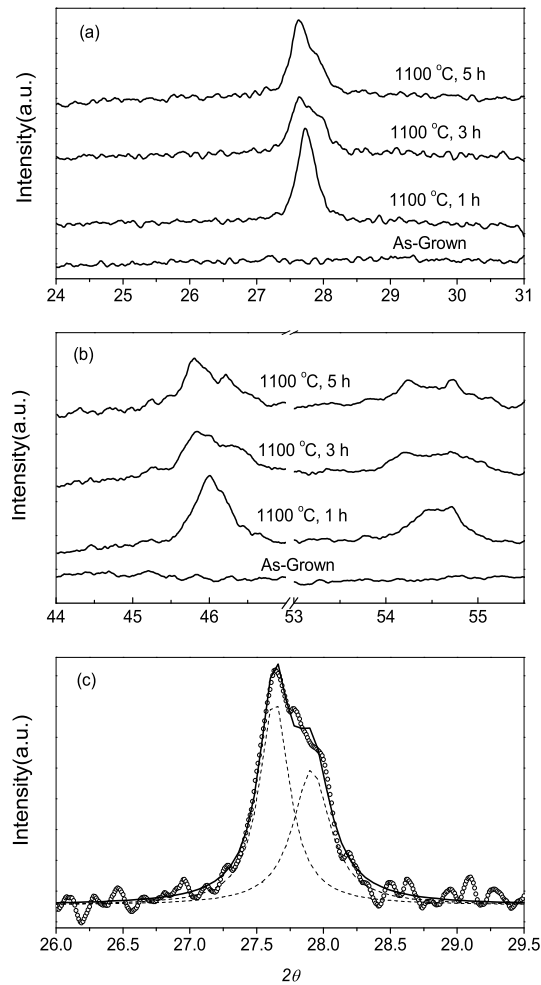 (a)
1100 °C, 5 h
1100 °C, 3 h
1100 °C, 1 h
As-Grown
Intensity(a.u.)
24 25 26 27 28 29 30 31
(b)
1100 °C, 5 h
1100 °C, 3 h
1100 °C, 1 h
As-Grown
Intensity(a.u.)
44 45 46 53 54 55
(c)
Intensity(a.u.)
26.0 26.5 27.0 27.5 28.0 28.5 29.0 29.5
2θ